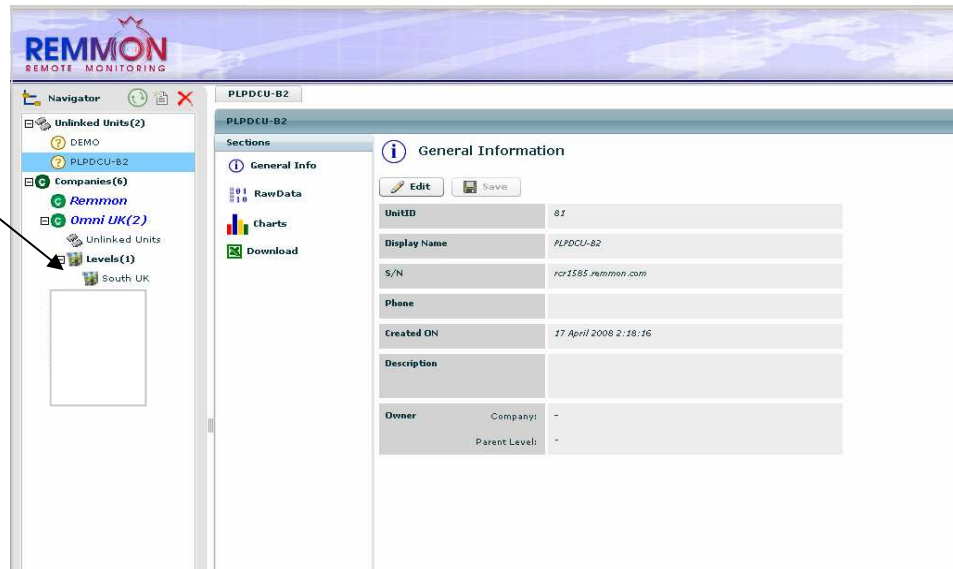 REMMON
REMOTE MONITORING
Navigator
Unlinked Units(2)
DEMO
PLPDCU-B2
Companies(6)
Remmon
Omni UK(2)
Unlinked Units
Levels(1)
South UK
PLPDCU-B2
PLPDCU-B2
Sections
General Info
RawData
Charts
Download
General Information
Edit
Save
UnitID 81
Display Name PLPDCU-B2
S/N rcr1585.remmon.com
Phone
Created ON 17 April 2008 2:18:16
Description
Owner Company: -
Parent Level: -